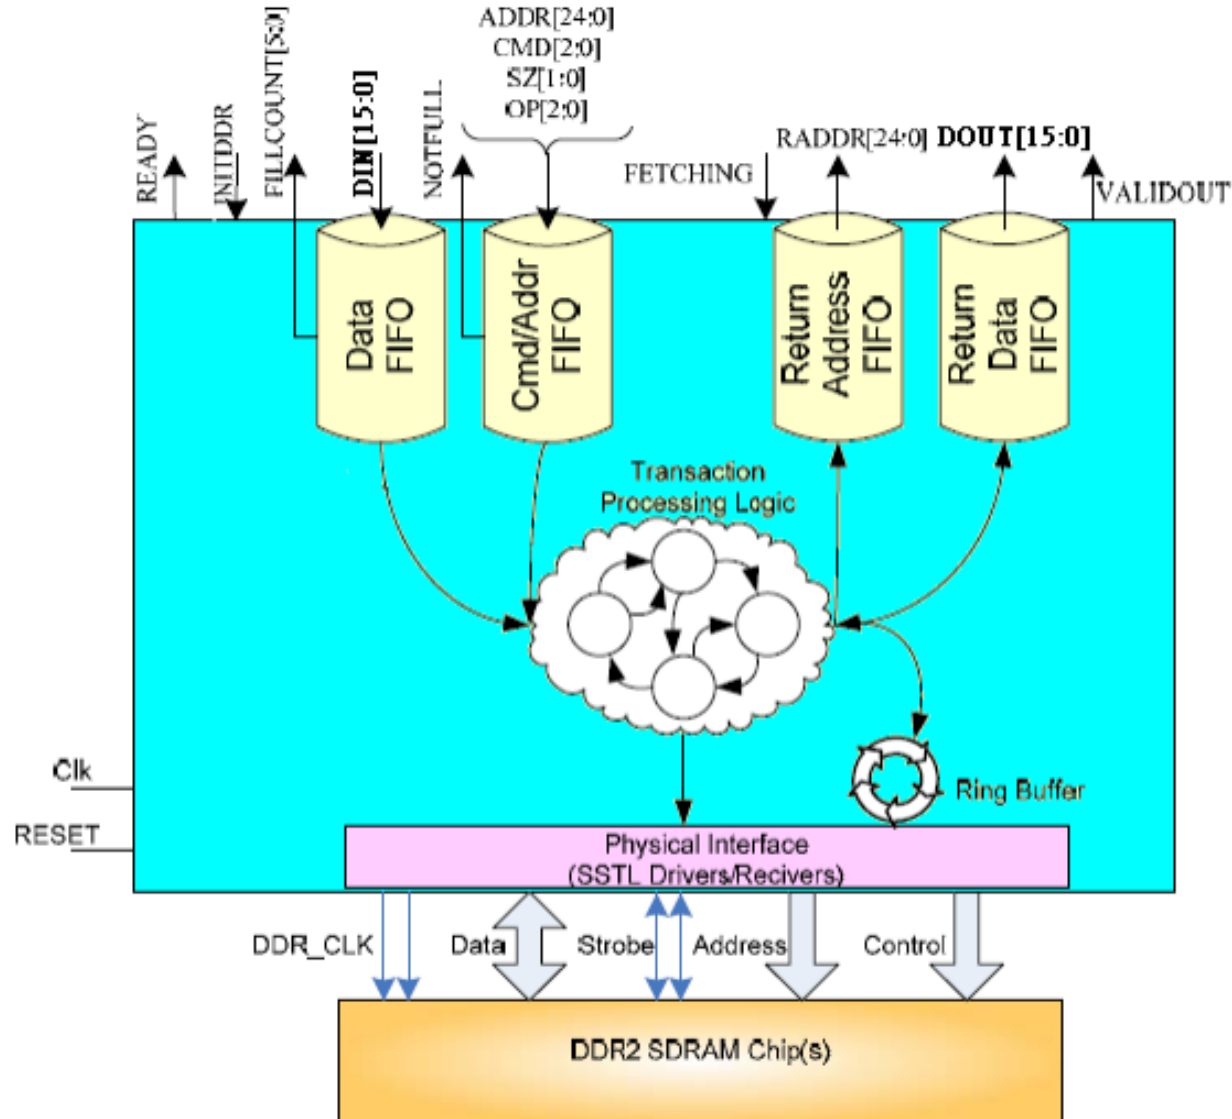 ADDR[24:0]
CMD[2:0]
SZ[1:0]
OP[2:0]
READY
INITDDR
FILLCOUNT[5:0]
DIN[15:0]
NOTFULL
FETCHING
RADDR[24:0]
DOUT[15:0]
VALIDOUT
Data
FIFO
Cmd/Addr
FIFO
Return
Address
FIFO
Return
Data
FIFO
Transaction
Processing Logic
Clk
Ring Buffer
RESET
Physical Interface
(SSTL Drivers/Recivers)
DDR_CLK
Data
Strobe
Address
Control
DDR2 SDRAM Chip(s)